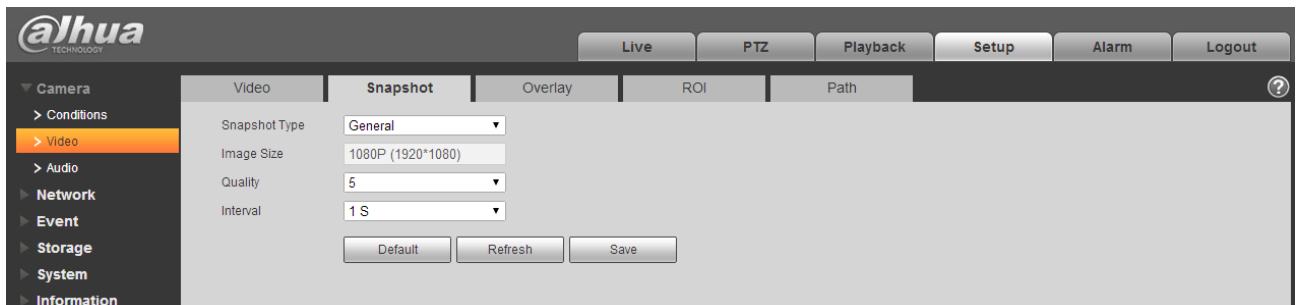 alhua
TECHNOLOGY
Live PTZ Playback Setup Alarm Logout
Camera
> Conditions
> Video
> Audio
Network
Event
Storage
System
Information
Video Snapshot Overlay ROI Path ?
Snapshot Type General
Image Size 1080P (1920*1080)
Quality 5
Interval 1 S
Default Refresh Save